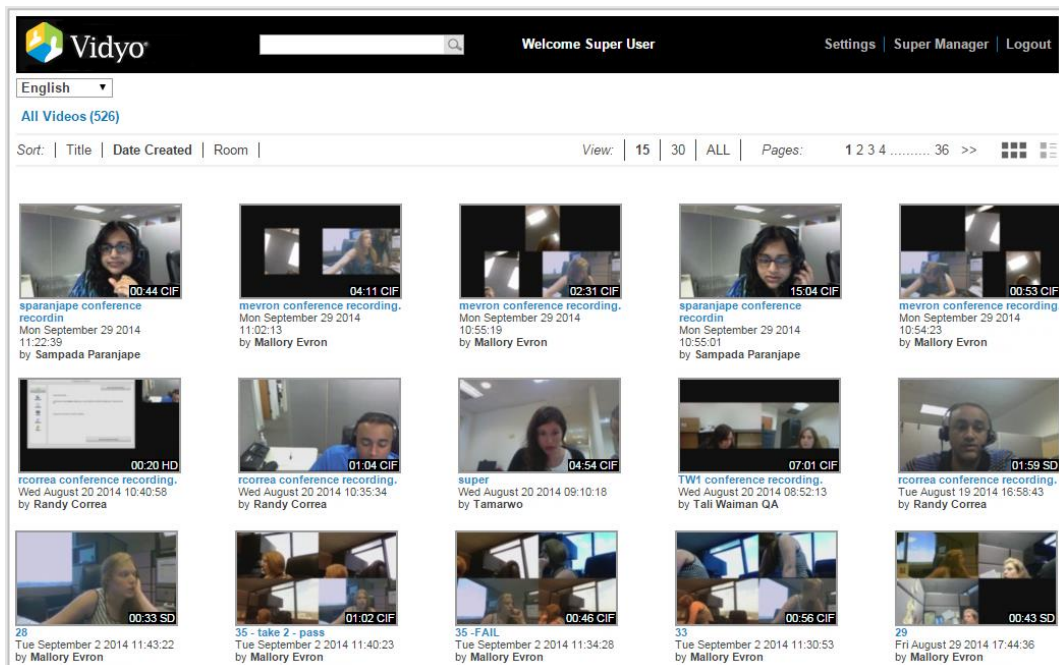 Vidyo
Welcome Super User
Settings | Super Manager | Logout
English
All Videos (526)
Sort: | Title | Date Created | Room |
View: | 15 | 30 | ALL | Pages: 1 2 3 4 .......... 36 >>
00:44 CIF
04:11 CIF
02:31 CIF
15:04 CIF
00:53 CIF
sparanjape conference
recordin
Mon September 29 2014
11:22:39
by Sampada Paranjape
mevron conference recording.
Mon September 29 2014
11:02:13
by Mallory Evron
mevron conference recording.
Mon September 29 2014
10:55:19
by Mallory Evron
sparanjape conference
recordin
Mon September 29 2014
10:55:01
by Sampada Paranjape
mevron conference recording.
Mon September 29 2014
10:54:23
by Mallory Evron
00:20 HD
01:04 CIF
04:54 CIF
07:01 CIF
01:59 SD
rcorrea conference recording.
Wed August 20 2014 10:40:58
by Randy Correa
rcorrea conference recording.
Wed August 20 2014 10:35:34
by Randy Correa
super
Wed August 20 2014 09:10:18
by Tamarwo
TW1 conference recording.
Wed August 20 2014 08:52:13
by Tali Waiman QA
rcorrea conference recording.
Tue August 19 2014 16:58:43
by Randy Correa
00:33 SD
01:02 CIF
00:46 CIF
00:56 CIF
00:43 SD
28
Tue September 2 2014 11:43:22
by Mallory Evron
35 - take 2 - pass
Tue September 2 2014 11:40:23
by Mallory Evron
35 -FAIL
Tue September 2 2014 11:34:28
by Mallory Evron
33
Tue September 2 2014 11:30:53
by Mallory Evron
29
Fri August 29 2014 17:44:36
by Mallory Evron